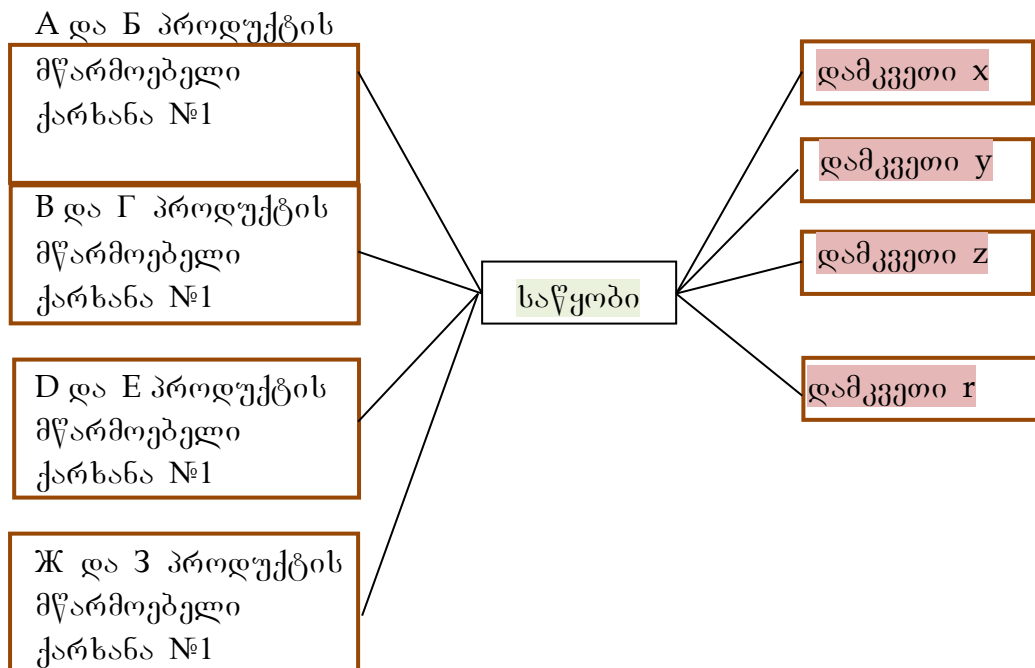 А და Б პროდუქტის
მწარმოებელი
ქარხანა №1
В და Г პროდუქტის
მწარმოებელი
ქარხანა №1
D და Е პროდუქტის
მწარმოებელი
ქარხანა №1
Ж და З პროდუქტის
მწარმოებელი
ქარხანა №1
საწყობი
დამკვეთი x
დამკვეთი y
დამკვეთი z
დამკვეთი r